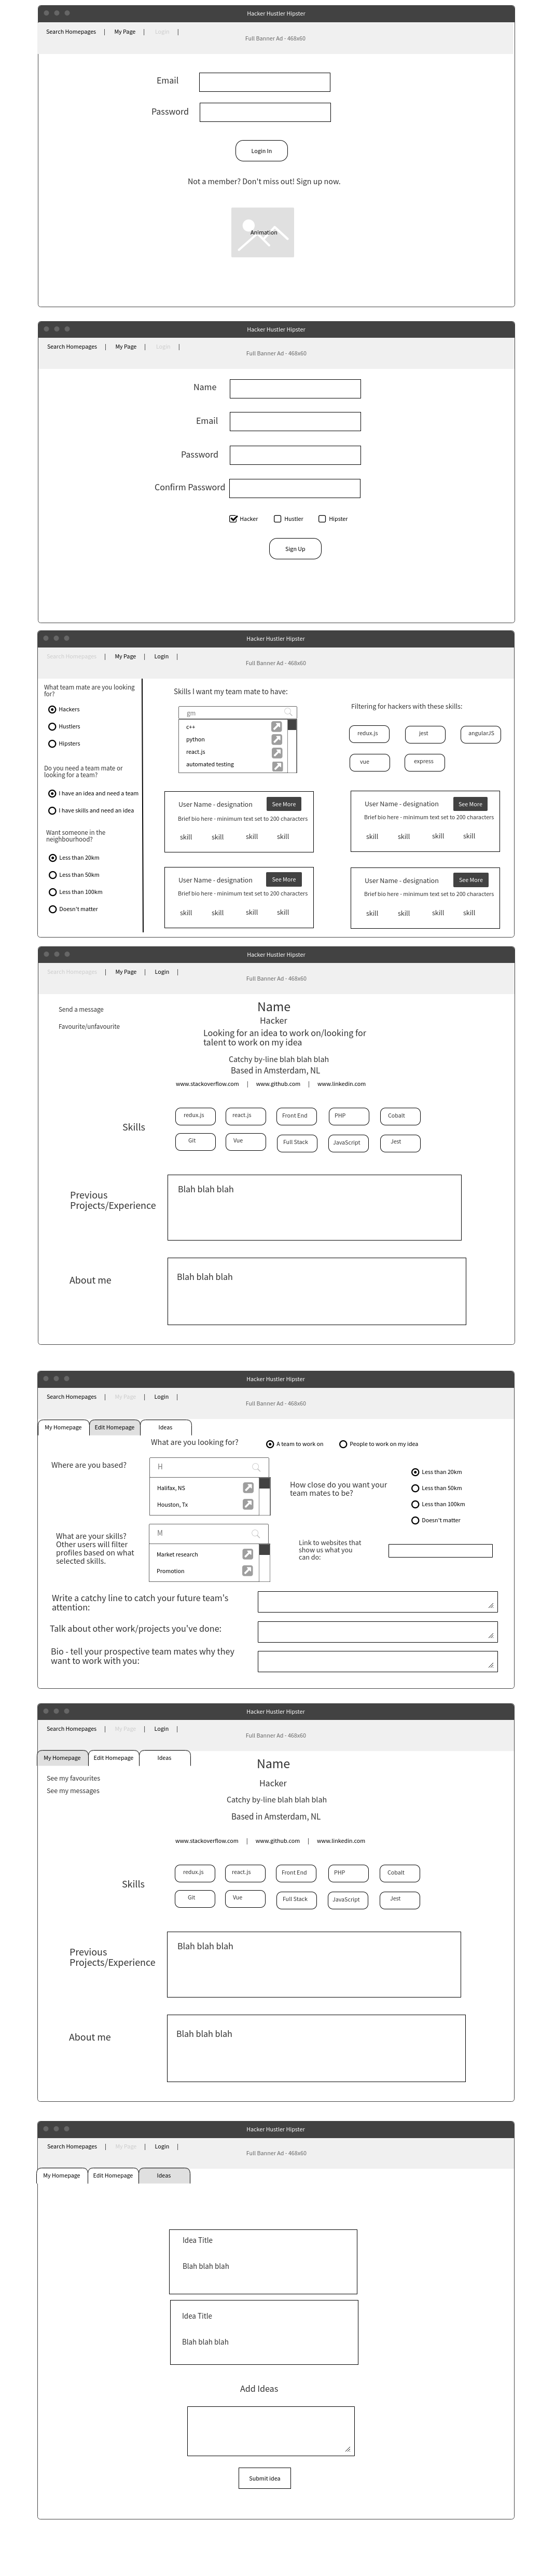 Hacker Hustler Hipster
Search Homepages | My Page | Login |
Full Banner Ad - 468x60
Email
Password
Login In
Not a member? Don't miss out! Sign up now.
Animation
Hacker Hustler Hipster
Search Homepages | My Page | Login |
Full Banner Ad - 468x60
Name
Email
Password
Confirm Password
Hacker Hustler Hipster
Sign Up
Hacker Hustler Hipster
Search Homepages | My Page | Login |
Full Banner Ad - 468x60
What team mate are you looking
for?
Hackers
Hustlers
Hipsters
Do you need a team mate or
looking for a team?
I have an idea and need a team
I have skills and need an idea
Want someone in the
neighbourhood?
Less than 20km
Less than 50km
Less than 100km
Doesn't matter
Skills I want my team mate to have:
gm
c++
python
react.js
automated testing
Filtering for hackers with these skills:
redux.js jest angularJS
vue express
User Name - designation See More
Brief bio here - minimum text set to 200 characters
skill skill skill skill
User Name - designation See More
Brief bio here - minimum text set to 200 characters
skill skill skill skill
User Name - designation See More
Brief bio here - minimum text set to 200 characters
skill skill skill skill
User Name - designation See More
Brief bio here - minimum text set to 200 characters
skill skill skill skill
Hacker Hustler Hipster
Search Homepages | My Page | Login |
Full Banner Ad - 468x60
Send a message
Favourite/unfavourite
Name
Hacker
Looking for an idea to work on/looking for
talent to work on my idea
Catchy by-line blah blah blah
Based in Amsterdam, NL
www.stackoverflow.com | www.github.com | www.linkedin.com
Skills
redux.js react.js Front End PHP Cobalt
Git Vue Full Stack JavaScript Jest
Previous
Projects/Experience
Blah blah blah
About me
Blah blah blah
Hacker Hustler Hipster
Search Homepages | My Page | Login |
Full Banner Ad - 468x60
My Homepage Edit Homepage Ideas
What are you looking for? A team to work on People to work on my idea
Where are you based?
H
Halifax, NS
Houston, Tx
How close do you want your
team mates to be?
Less than 20km
Less than 50km
Less than 100km
Doesn't matter
What are your skills?
Other users will filter
profiles based on what
selected skills.
M
Market research
Promotion
Link to websites that
show us what you
can do:
Write a catchy line to catch your future team's
attention:
Talk about other work/projects you've done:
Bio - tell your prospective team mates why they
want to work with you:
Hacker Hustler Hipster
Search Homepages | My Page | Login |
Full Banner Ad - 468x60
My Homepage Edit Homepage Ideas
See my favourites
See my messages
Name
Hacker
Catchy by-line blah blah blah
Based in Amsterdam, NL
www.stackoverflow.com | www.github.com | www.linkedin.com
Skills
redux.js react.js Front End PHP Cobalt
Git Vue Full Stack JavaScript Jest
Previous
Projects/Experience
Blah blah blah
About me
Blah blah blah
Hacker Hustler Hipster
Search Homepages | My Page | Login |
Full Banner Ad - 468x60
My Homepage Edit Homepage Ideas
Idea Title
Blah blah blah
Idea Title
Blah blah blah
Add Ideas
Submit idea